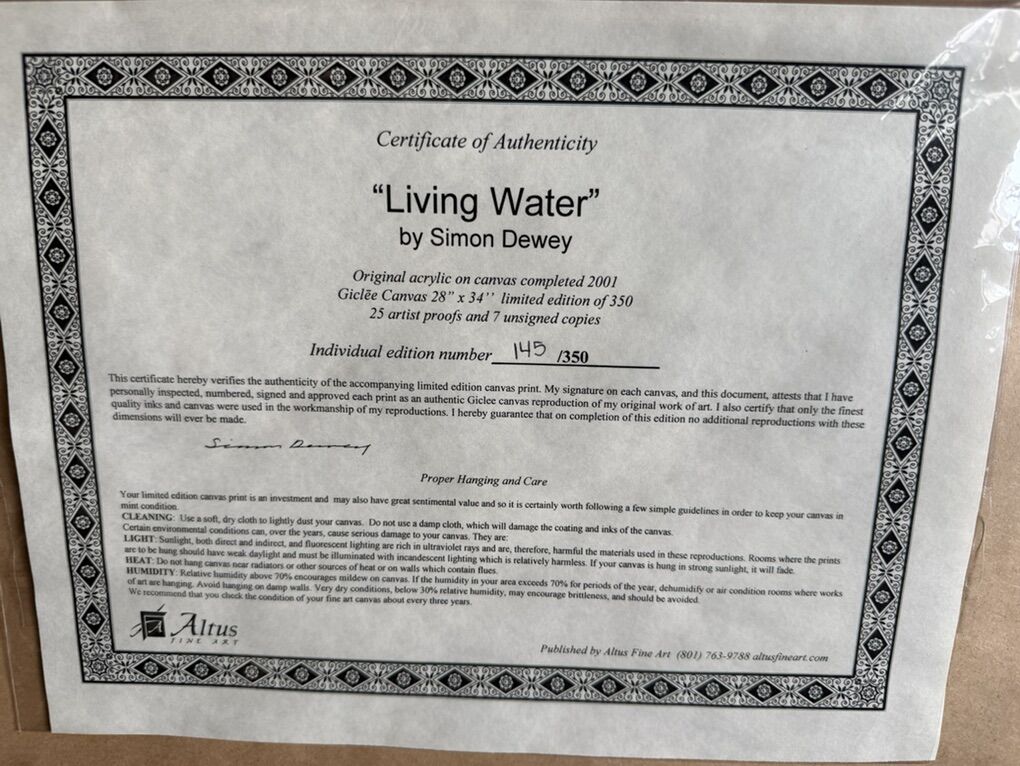 Certificate of Authenticity
“Living Water”
by Simon Dewey
Original acrylic on canvas completed 2001
Giclēe Canvas 28” x 34’’ limited edition of 350
25 artist proofs and 7 unsigned copies
Individual edition number 145 /350
This certificate hereby verifies the authenticity of the accompanying limited edition canvas print. My signature on each canvas, and this document, attests that I have
personally inspected, numbered, signed and approved each print as an authentic Giclee canvas reproduction of my original work of art. I also certify that only the finest
quality inks and canvas were used in the workmanship of my reproductions. I hereby guarantee that on completion of this edition no additional reproductions with these
dimensions will ever be made.
Simon Dewey
Proper Hanging and Care
Your limited edition canvas print is an investment and may also have great sentimental value and so it is certainly worth following a few simple guidelines in order to keep your canvas in
mint condition.
CLEANING: Use a soft, dry cloth to lightly dust your canvas. Do not use a damp cloth, which will damage the coating and inks of the canvas.
Certain environmental conditions can, over the years, cause serious damage to your canvas. They are:
LIGHT: Sunlight, both direct and indirect, and fluorescent lighting are rich in ultraviolet rays and are, therefore, harmful the materials used in these reproductions. Rooms where the prints
are to be hung should have weak daylight and must be illuminated with incandescent lighting which is relatively harmless. If your canvas is hung in strong sunlight, it will fade.
HEAT: Do not hang canvas near radiators or other sources of heat or on walls which contain flues.
HUMIDITY: Relative humidity above 70% encourages mildew on canvas. If the humidity in your area exceeds 70% for periods of the year, dehumidify or air condition rooms where works
of art are hanging. Avoid hanging on damp walls. Very dry conditions, below 30% relative humidity, may encourage brittleness, and should be avoided.
We recommend that you check the condition of your fine art canvas about every three years.
Altus
FINE ART
Published by Altus Fine Art (801) 763-9788 altusfineart.com